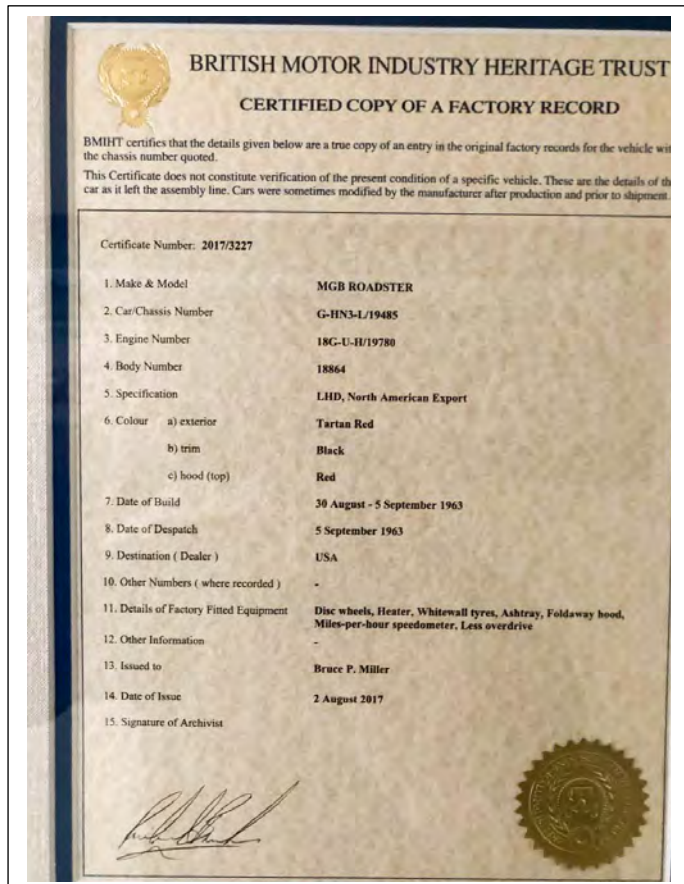 BRITISH MOTOR INDUSTRY HERITAGE TRUST
CERTIFIED COPY OF A FACTORY RECORD
BMIHT certifies that the details given below are a true copy of an entry in the original factory records for the vehicle wit
the chassis number quoted.
This Certificate does not constitute verification of the present condition of a specific vehicle. These are the details of th
car as it left the assembly line. Cars were sometimes modified by the manufacturer after production and prior to shipment.
Certificate Number: 2017/3227
1. Make & Model MGB ROADSTER
2. Car/Chassis Number G-HN3-L/19485
3. Engine Number 18G-U-H/19780
4. Body Number 18864
5. Specification LHD, North American Export
6. Colour a) exterior Tartan Red
b) trim Black
c) hood (top) Red
7. Date of Build 30 August - 5 September 1963
8. Date of Despatch 5 September 1963
9. Destination ( Dealer ) USA
10. Other Numbers ( where recorded ) -
11. Details of Factory Fitted Equipment Disc wheels, Heater, Whitewall tyres, Ashtray, Foldaway hood,
Miles-per-hour speedometer, Less overdrive
12. Other Information -
13. Issued to Bruce P. Miller
14. Date of Issue 2 August 2017
15. Signature of Archivist